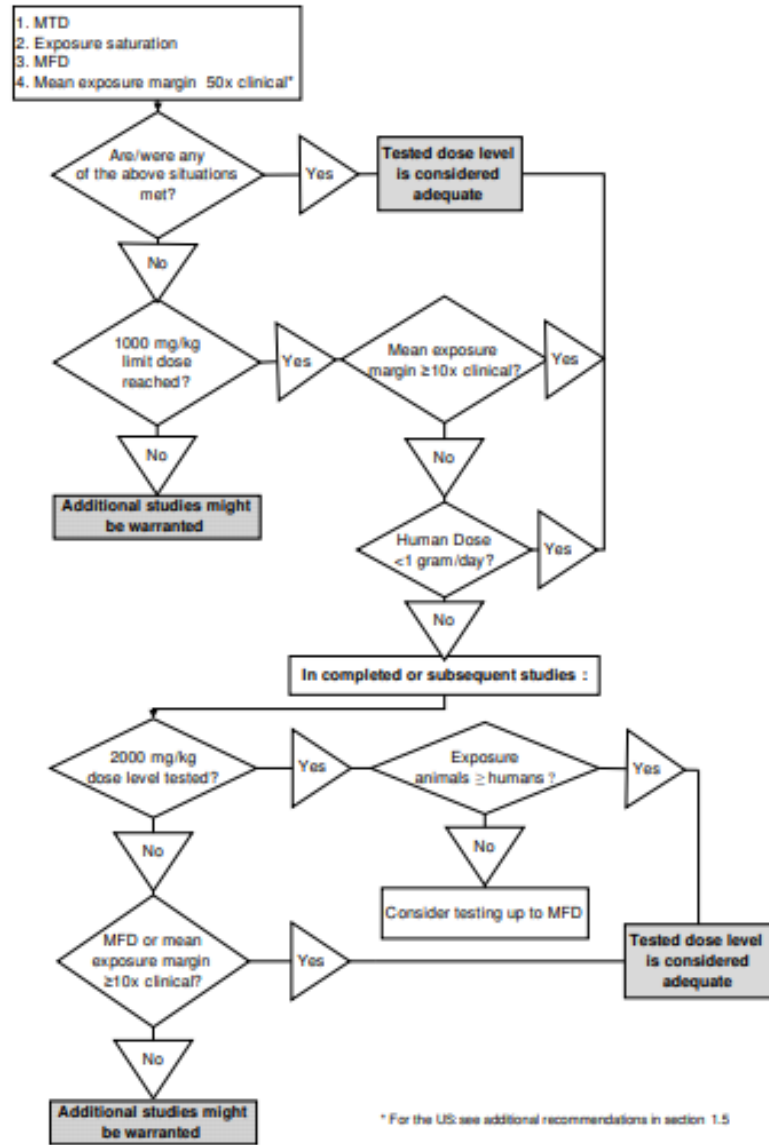 1. MTD
2. Exposure saturation
3. MFD
4. Mean exposure margin 50x clinical*
Are/were any
of the above situations
met?
Yes
Tested dose level
is considered
adequate
No
1000 mg/kg
limit dose
reached?
Yes
Mean exposure
margin ≥10x clinical?
Yes
No
Additional studies might
be warranted
No
Human Dose
<1 gram/day?
Yes
No
In completed or subsequent studies :
2000 mg/kg
dose level tested?
Yes
Exposure
animals ≥ humans ?
Yes
No
Consider testing up to MFD
No
MFD or mean
exposure margin
≥10x clinical?
Yes
Tested dose level
is considered
adequate
No
Additional studies might
be warranted
* For the US: see additional recommendations in section 1.5